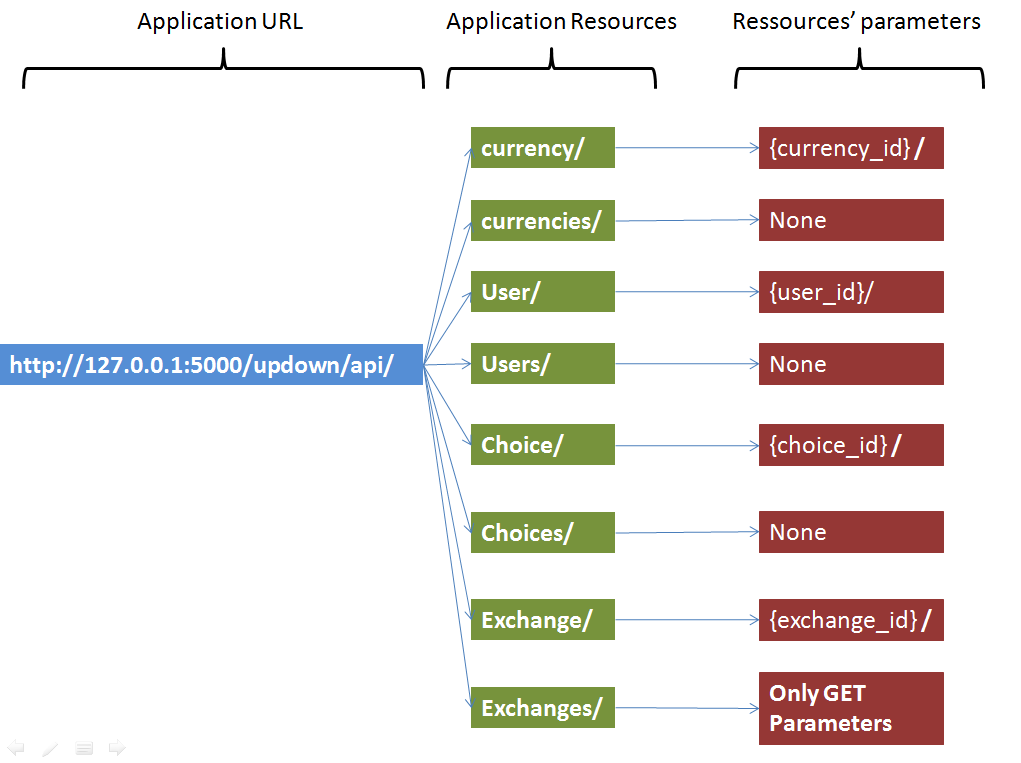 Application URL
Application Resources
Ressources' parameters
currency/
{currency_id}/
currencies/
None
User/
{user_id}/
http://127.0.0.1:5000/updown/api/
Users/
None
Choice/
{choice_id}/
Choices/
None
Exchange/
{exchange_id}/
Exchanges/
Only GET
Parameters